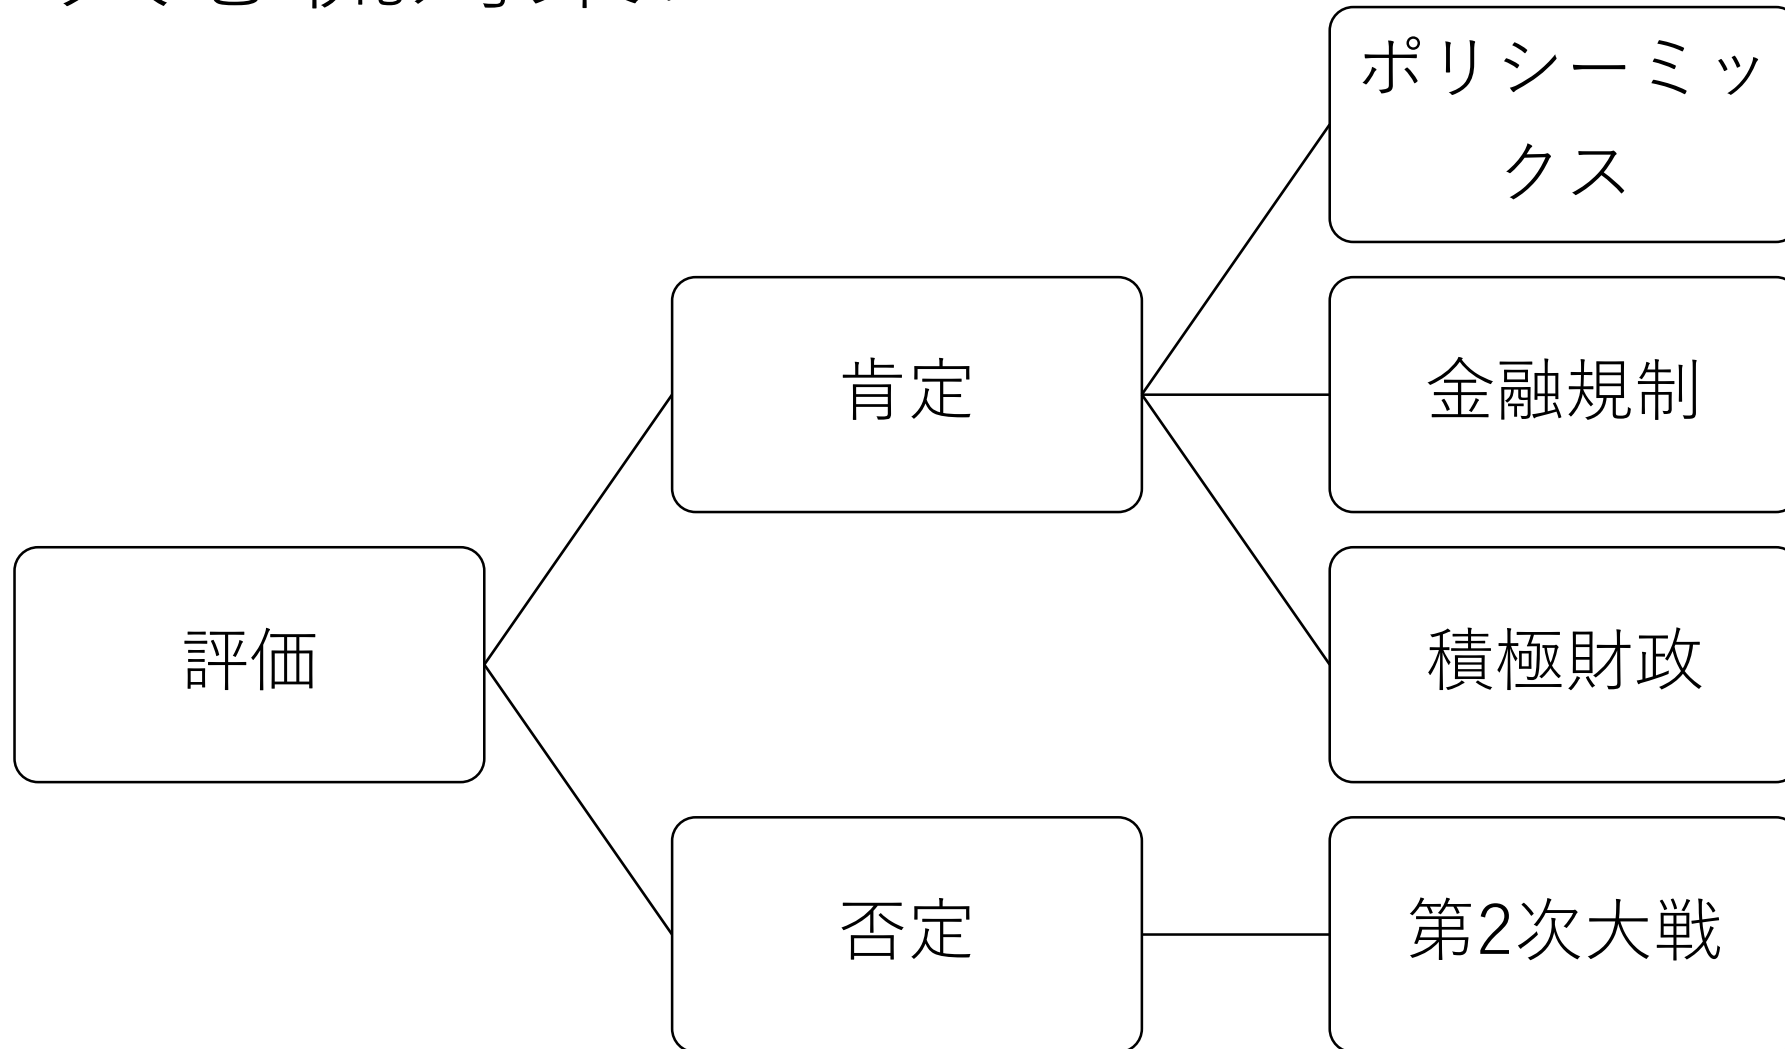 ポリシーミッ
クス
肯定
金融規制
評価
積極財政
否定
第2次大戦